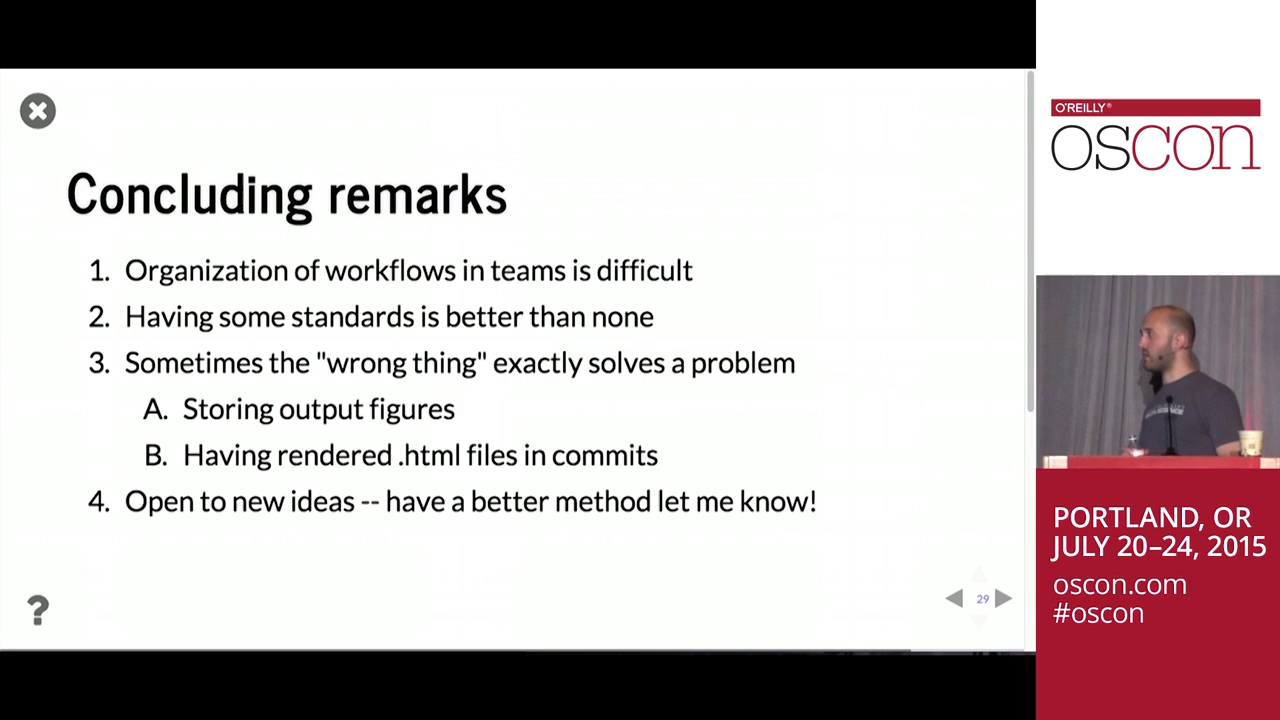 Concluding remarks
1. Organization of workflows in teams is difficult
2. Having some standards is better than none
3. Sometimes the "wrong thing" exactly solves a problem
A. Storing output figures
B. Having rendered .html files in commits
4. Open to new ideas -- have a better method let me know!
?
29
O'REILLY®
oscon
PORTLAND, OR
JULY 20–24, 2015
oscon.com
#oscon